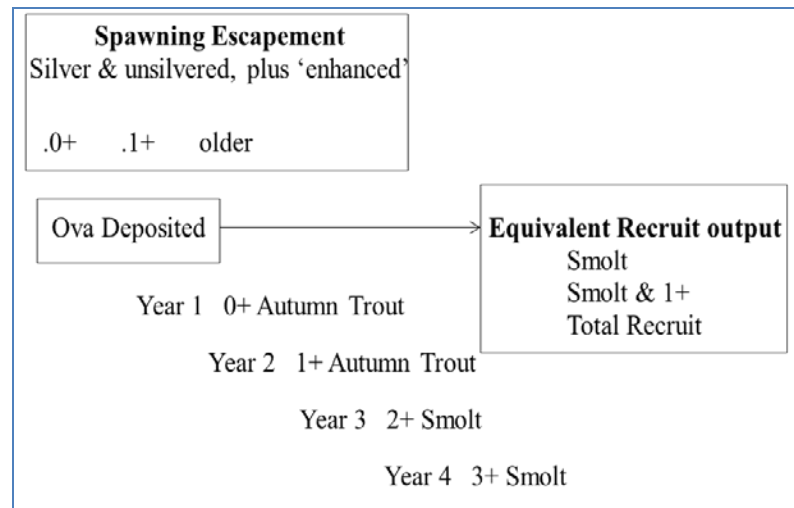 Spawning Escapement
Silver & unsilvered, plus ‘enhanced’
.0+ .1+ older
Ova Deposited
Equivalent Recruit output
Smolt
Smolt & 1+
Total Recruit
Year 1 0+ Autumn Trout
Year 2 1+ Autumn Trout
Year 3 2+ Smolt
Year 4 3+ Smolt